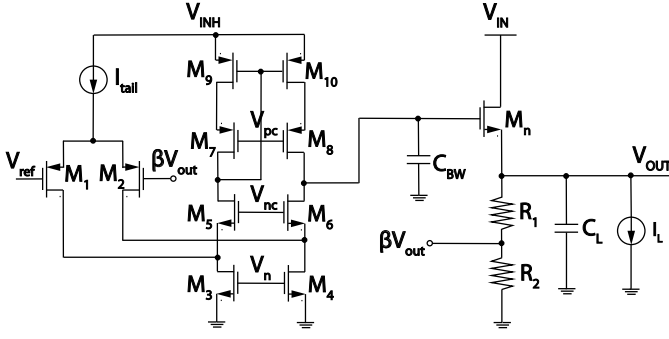 V_INH
V_IN
M_9
M_10
I_tail
M_n
M_7
V_pc
M_8
V_ref
M_1
M_2
βV_out
C_BW
V_OUT
V_nc
M_5
M_6
R_1
C_L
I_L
βV_out
V_n
R_2
M_3
M_4